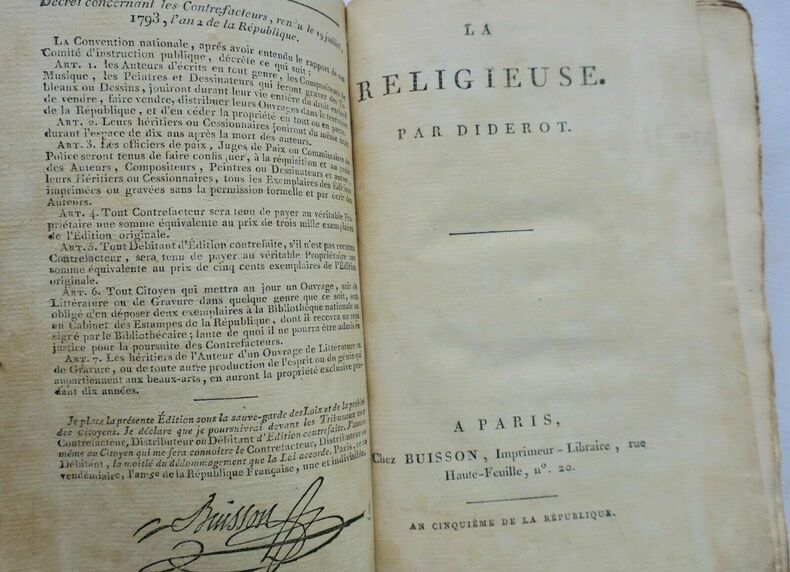 Décret concernant les Contrefacteurs, rendu le 19 juillet,
1793, l'an 2 de la République.
LA Convention nationale, après avoir entendu le rapport de son
Comité d'instruction publique, décrète ce qui suit:
ART. 1. les Auteurs d'écrits en tout genre, les Compositeurs de
Musique, les Peintres et Dessinateurs qui feront graver des Ta-
bleaux ou Dessins, jouiront durant leur vie entière du droit exclusif
de vendre, faire vendre, distribuer leurs Ouvrages dans le territoire
de la République, et d'en céder la propriété en tout ou en partie.
ART. 2. Leurs héritiers ou Cessionnaires jouiront du même droit
durant l'espace de dix ans après la mort des auteurs.
ART. 3. Les officiers de paix, Juges de Paix ou Commissaires de
Police seront tenus de faire confisquer, à la réquisition et au profit
des Auteurs, Compositeurs, Peintres ou Dessinateurs et autres,
leurs Héritiers ou Cessionnaires, tous les Exemplaires des Editions
imprimées ou gravées sans la permission formelle et par écrit des
Auteurs.
ART. 4. Tout Contrefacteur sera tenu de payer au véritable Pro-
priétaire une somme équivalente au prix de trois mille exemplaires
de l'Edition originale.
ART. 5. Tout Débitant d'Edition contrefaite, s'il n'est pas reconnu
Contrefacteur, sera tenu de payer au véritable Propriétaire une
somme équivalente au prix de cinq cents exemplaires de l'Edition
originale.
ART. 6. Tout Citoyen qui mettra au jour un Ouvrage, soit de
Littérature ou de Gravure dans quelque genre que ce soit, sera
obligé d'en déposer deux exemplaires à la Bibliothèque nationale ou
au Cabinet des Estampes de la République, dont il recevra un reçu
signé par le Bibliothécaire; faute de quoi il ne pourra être admis en
justice pour la poursuite des Contrefacteurs.
ART. 7. Les héritiers de l'Auteur d'un Ouvrage de Littérature ou
de Gravure, ou de toute autre production de l'esprit ou du génie qui
appartiennent aux beaux-arts, en auront la propriété exclusive pen-
dant dix années.
Je place la présente Edition sous la sauve-garde des Loix et de la probité
des Citoyens. Je déclare que je poursuivrai devant les Tribunaux tout
Contrefacteur, Distributeur ou Débitant d'Edition contrefaite. J'assure
même au Citoyen qui me fera connoître le Contrefacteur, Distributeur ou
Débitant, la moitié du dédommagement que la Loi accorde. Paris, ce
vendémiaire, l'an 5e de la République Française, une et indivisible.
Buisson
LA
RELIGIEUSE.
PAR DIDEROT.
A PARIS,
Chez BUISSON, Imprimeur-Libraire, rue
Haute-Feuille, n°. 20.
AN CINQUIÈME DE LA RÉPUBLIQUE.